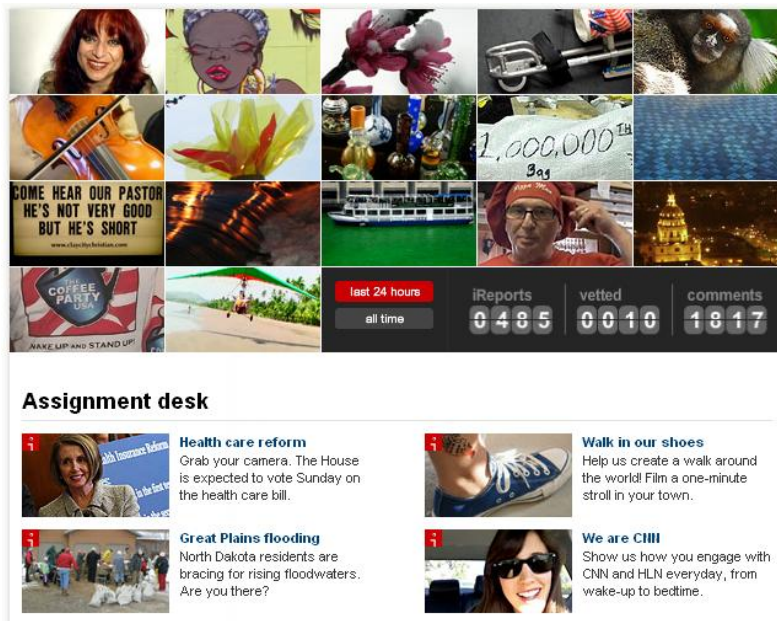 1,000,000TH
Bag
COME HEAR OUR PASTOR
HE'S NOT VERY GOOD
BUT HE'S SHORT
www.claycitychristian.com
THE
COFFEE
PARTY
USA
WAKE UP AND STAND UP!
last 24 hours
all time
iReports
vetted
comments
0485
0010
1817
Assignment desk
Health care reform
Grab your camera. The House
is expected to vote Sunday on
the health care bill.
Walk in our shoes
Help us create a walk around
the world! Film a one-minute
stroll in your town.
Great Plains flooding
North Dakota residents are
bracing for rising floodwaters.
Are you there?
We are CNN
Show us how you engage with
CNN and HLN everyday, from
wake-up to bedtime.